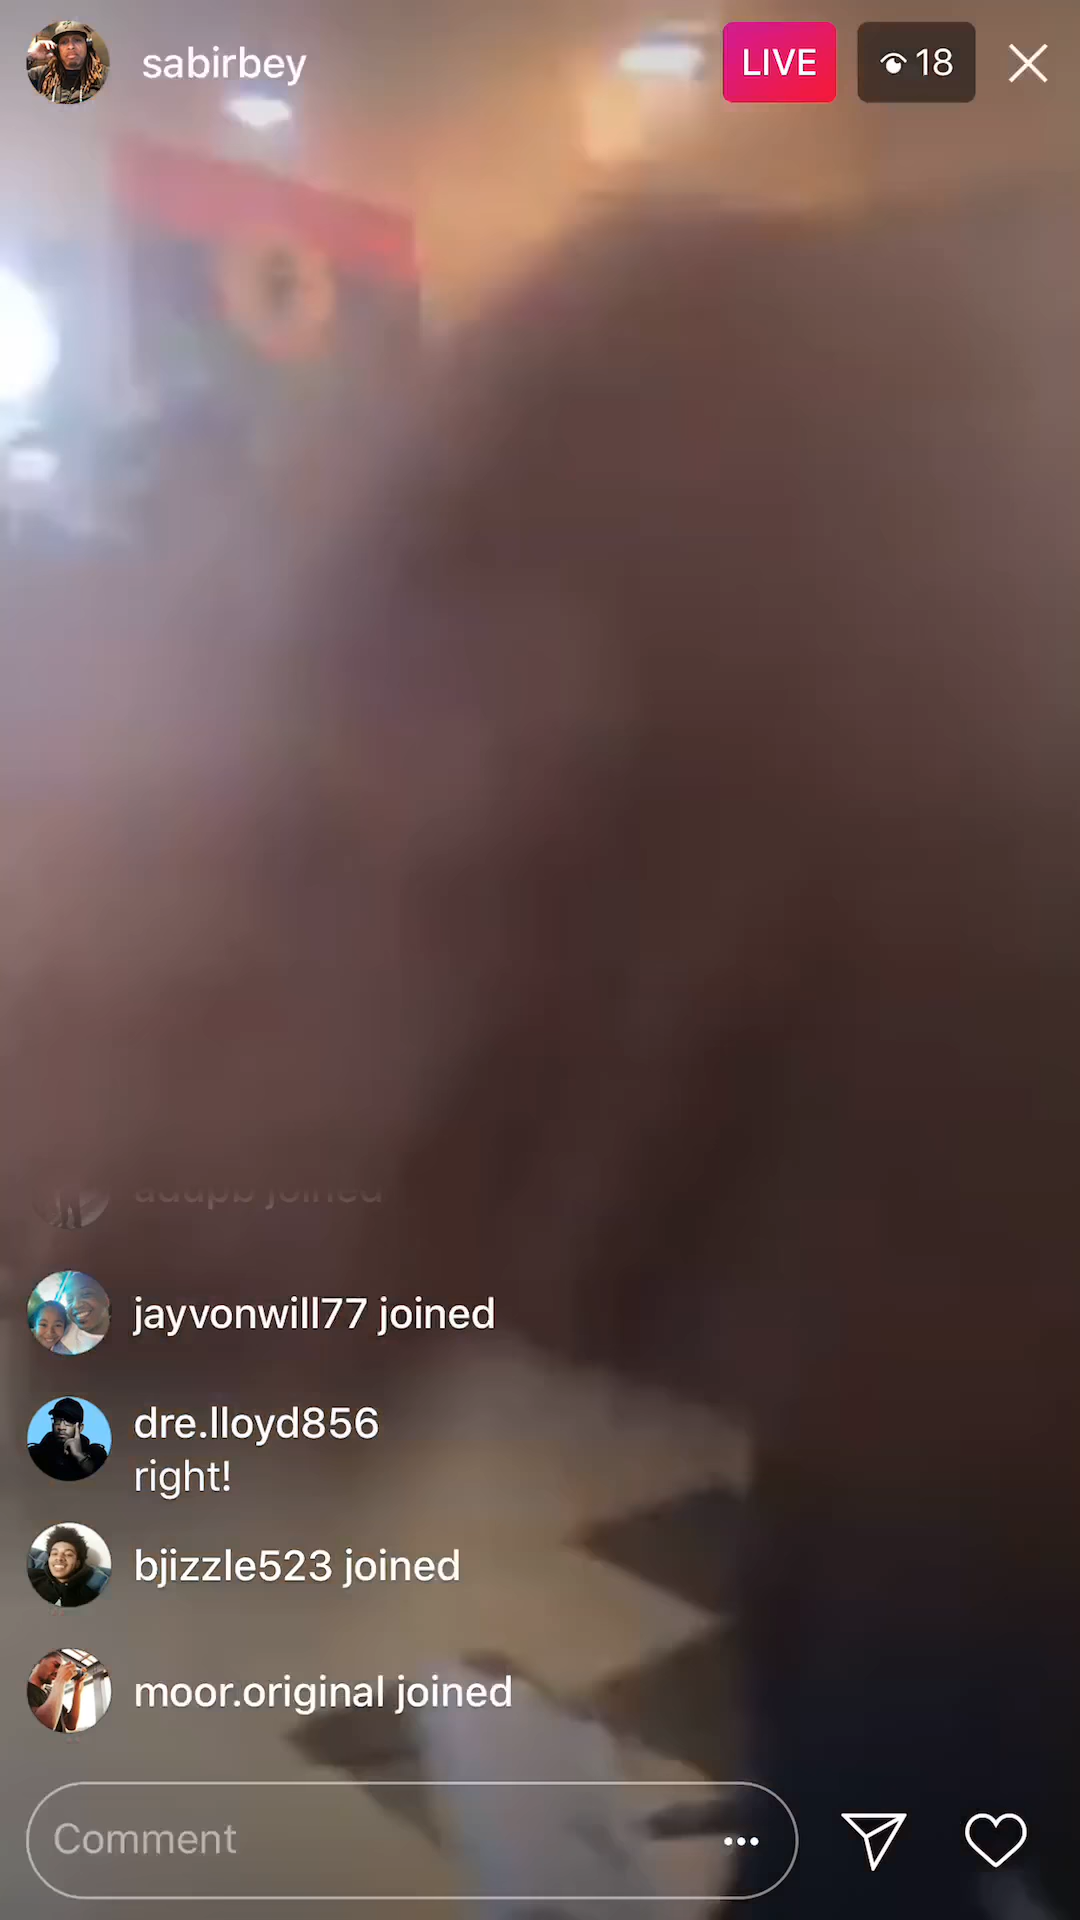 sabirbey
LIVE
18
jayvonwill77 joined
dre.lloyd856
right!
bjizzle523 joined
moor.original joined
Comment